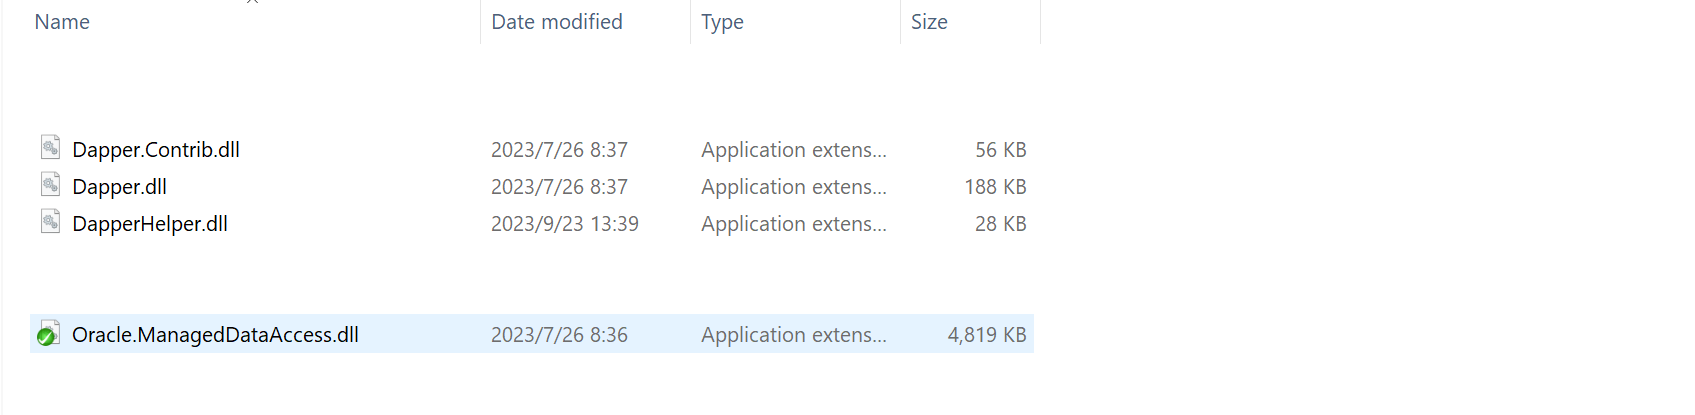 Name Date modified Type Size
Dapper.Contrib.dll 2023/7/26 8:37 Application extens... 56 KB
Dapper.dll 2023/7/26 8:37 Application extens... 188 KB
DapperHelper.dll 2023/9/23 13:39 Application extens... 28 KB
Oracle.ManagedDataAccess.dll 2023/7/26 8:36 Application extens... 4,819 KB